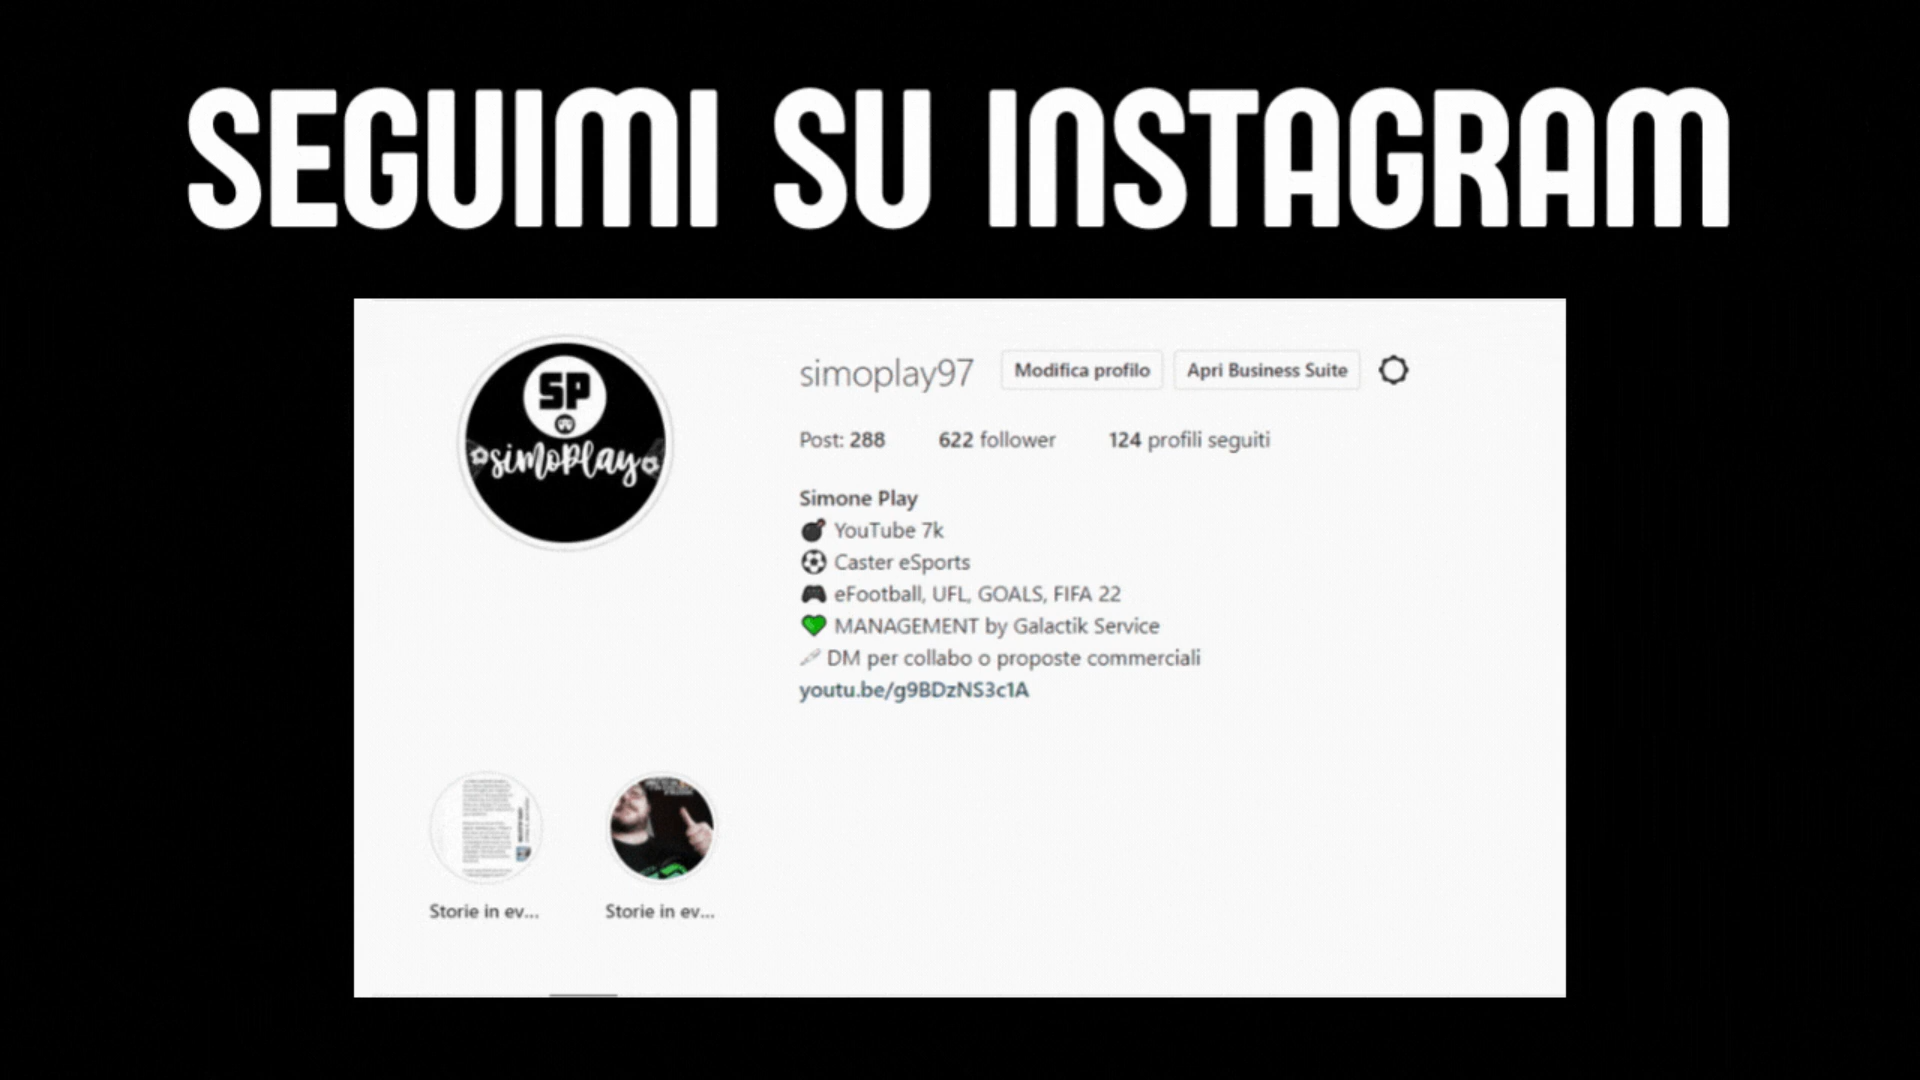 SEGUIMI SU INSTAGRAM
SP
simoplay
simoplay97 Modifica profilo Apri Business Suite
Post: 288 622 follower 124 profili seguiti
Simone Play
YouTube 7k
Caster eSports
eFootball, UFL, GOALS, FIFA 22
MANAGEMENT by Galactik Service
DM per collabo o proposte commerciali
youtu.be/g9BDzNS3c1A
Storie in ev... Storie in ev...